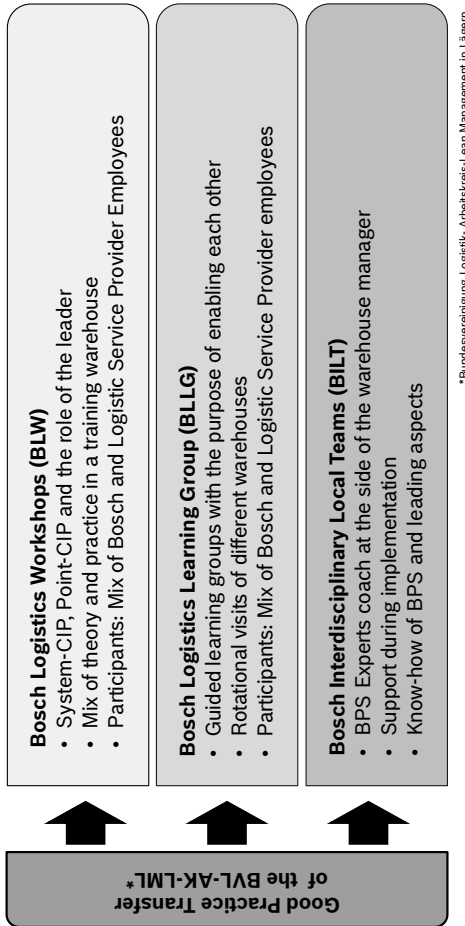 Good Practice Transfer
of the BVL-AK-LML*
Bosch Logistics Workshops (BLW)
• System-CIP, Point-CIP and the role of the leader
• Mix of theory and practice in a training warehouse
• Participants: Mix of Bosch and Logistic Service Provider Employees
Bosch Logistics Learning Group (BLLG)
• Guided learning groups with the purpose of enabling each other
• Rotational visits of different warehouses
• Participants: Mix of Bosch and Logistic Service Provider employees
Bosch Interdisciplinary Local Teams (BILT)
• BPS Experts coach at the side of the warehouse manager
• Support during implementation
• Know-how of BPS and leading aspects
*Bundesvereinigung Logistik; Arbeitskreis-Lean Management in Lägern